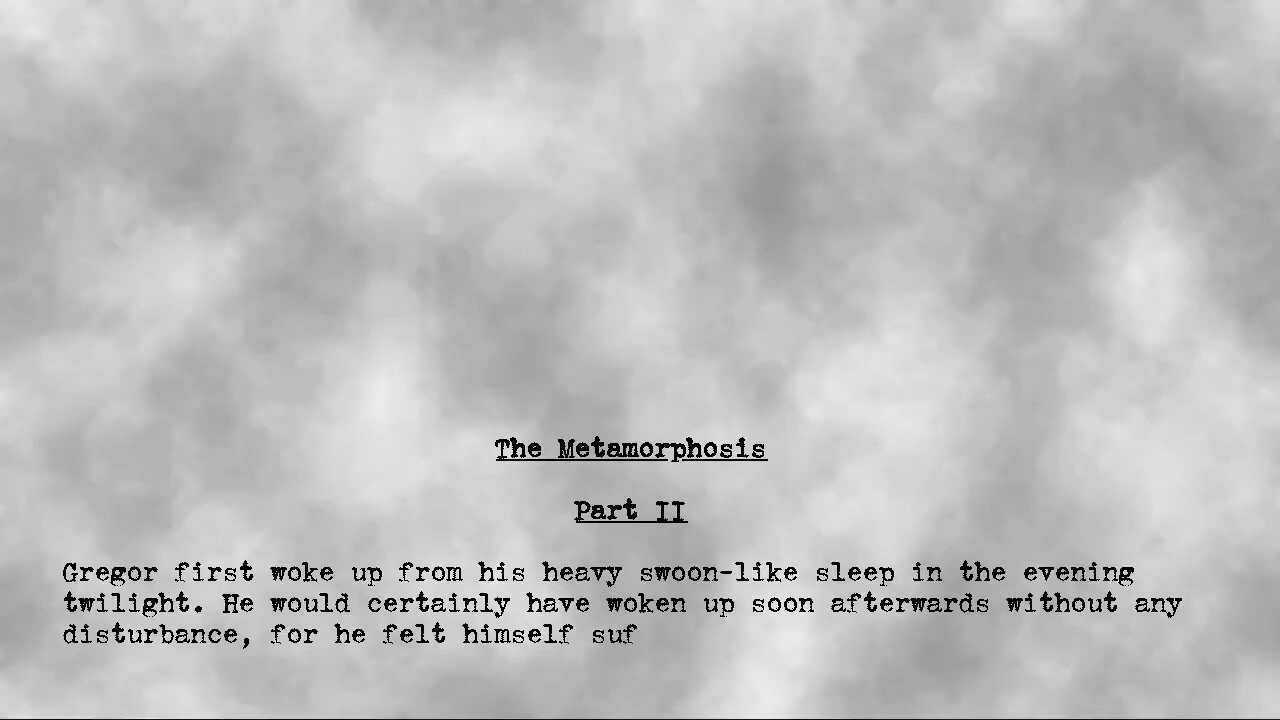 The Metamorphosis
Part II
Gregor first woke up from his heavy swoon-like sleep in the evening
twilight. He would certainly have woken up soon afterwards without any
disturbance, for he felt himself suf